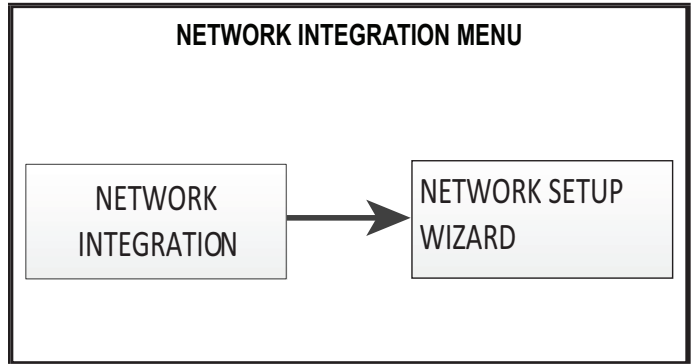 NETWORK INTEGRATION MENU
NETWORK
INTEGRATION
NETWORK SETUP
WIZARD